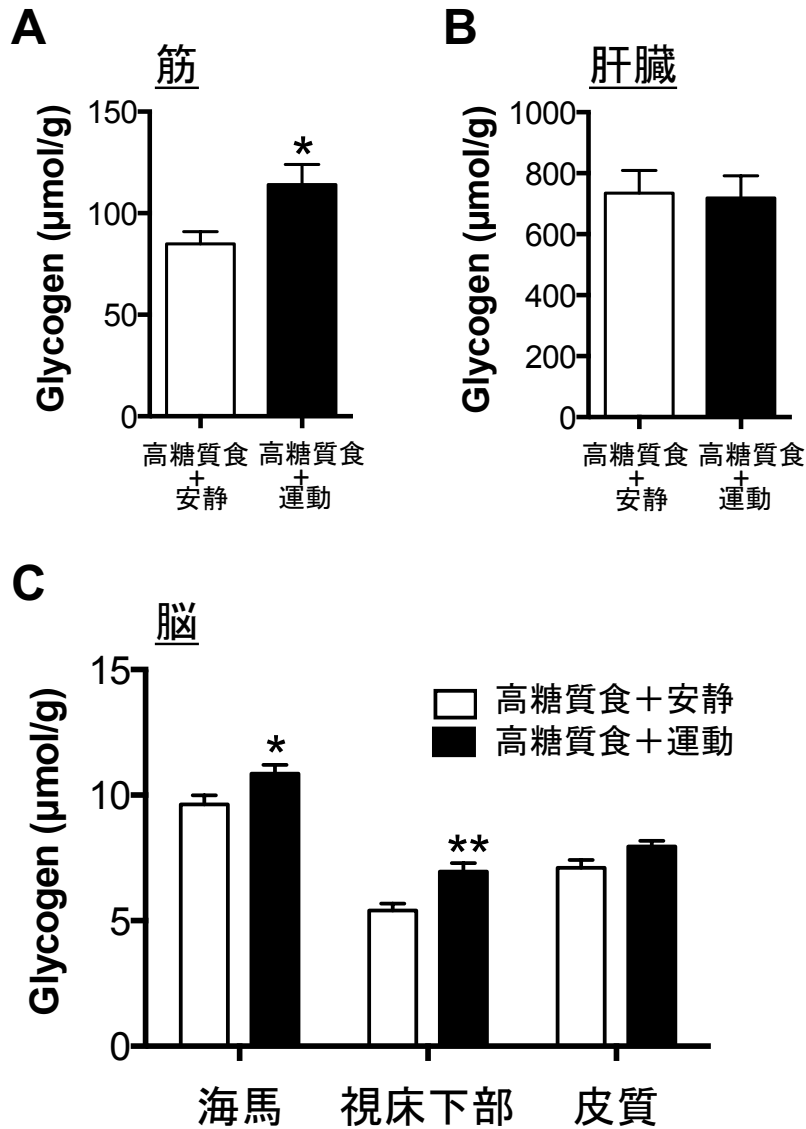 A
筋
Glycogen (µmol/g)
150
100
50
0
*
高糖質食
+
安静
高糖質食
+
運動
B
肝臓
Glycogen (µmol/g)
1000
800
600
400
200
0
高糖質食
+
安静
高糖質食
+
運動
C
脳
Glycogen (µmol/g)
15
10
5
0
高糖質食＋安静
高糖質食＋運動
*
**
海馬
視床下部
皮質